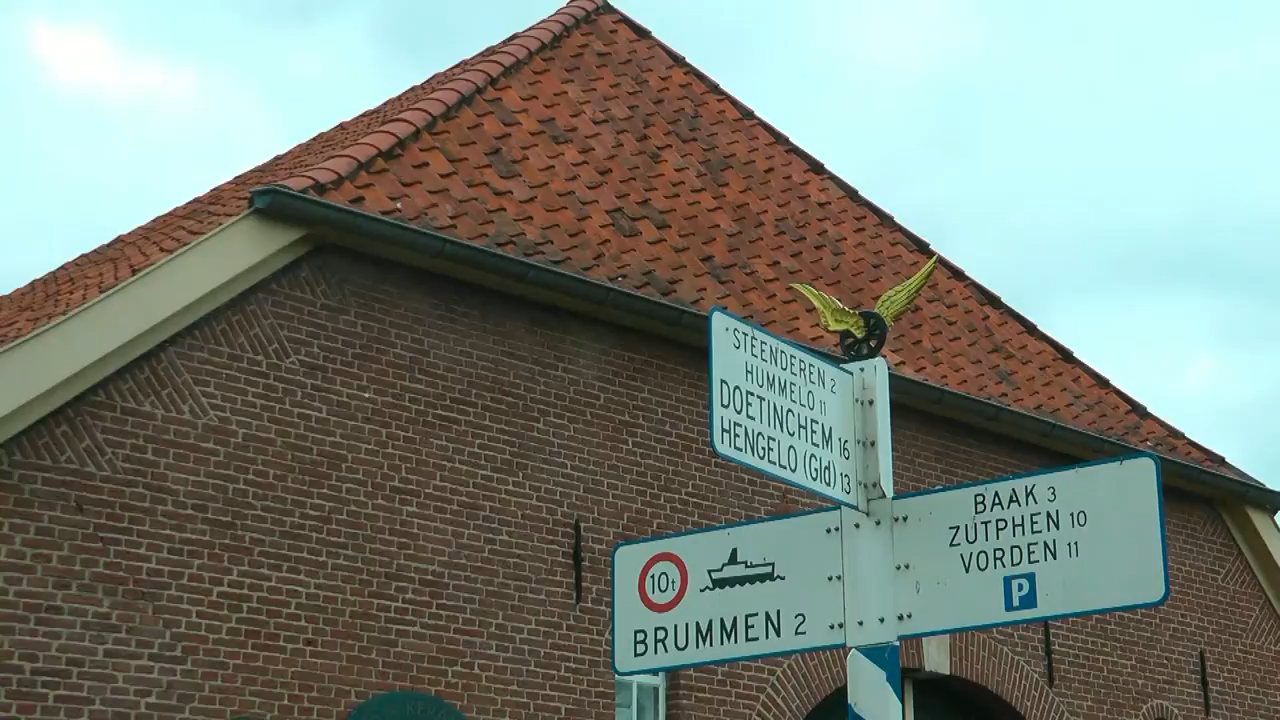 STEENDEREN 2
HUMMELO 11
DOETINCHEM 16
HENGELO (Gld) 13
BAAK 3
ZUTPHEN 10
VORDEN 11
P
10t
BRUMMEN 2